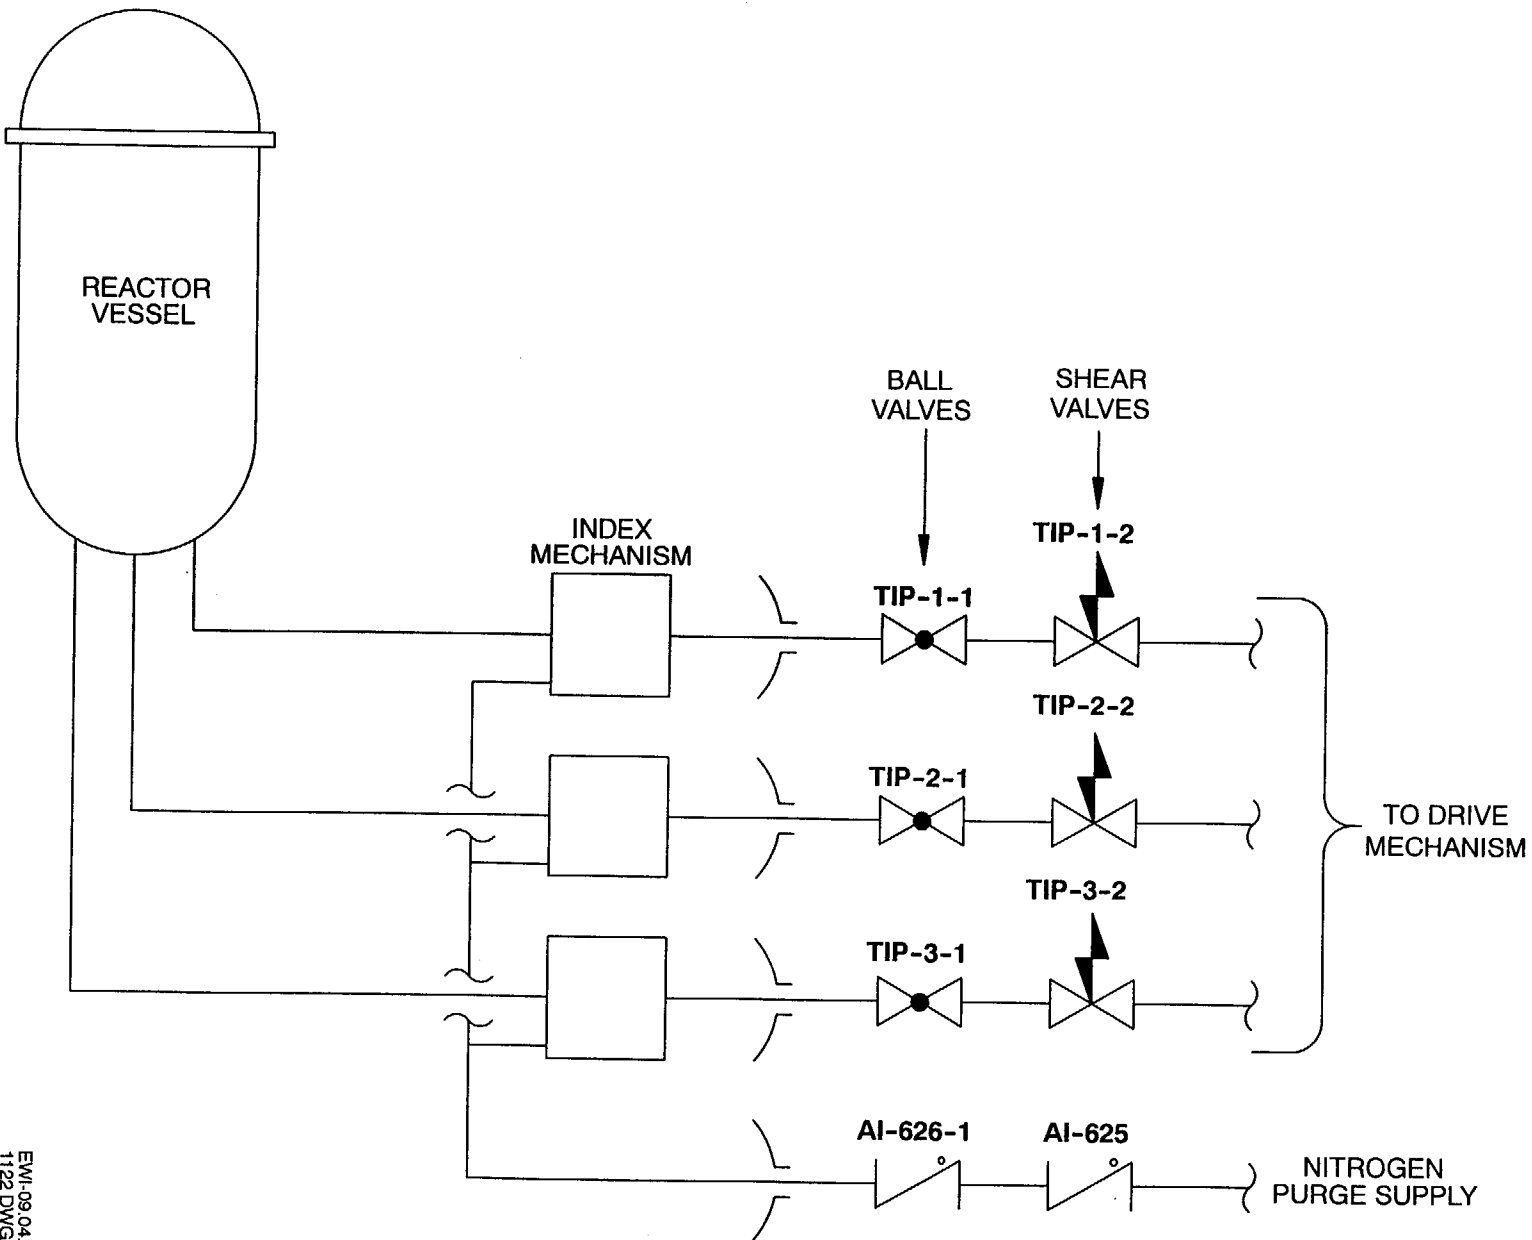 REACTOR
VESSEL
BALL
VALVES
SHEAR
VALVES
INDEX
MECHANISM
TIP-1-2
TIP-1-1
TIP-2-2
TIP-2-1
TO DRIVE
MECHANISM
TIP-3-2
TIP-3-1
AI-626-1
AI-625
NITROGEN
PURGE SUPPLY
EWI-09.04.
1122 DWG